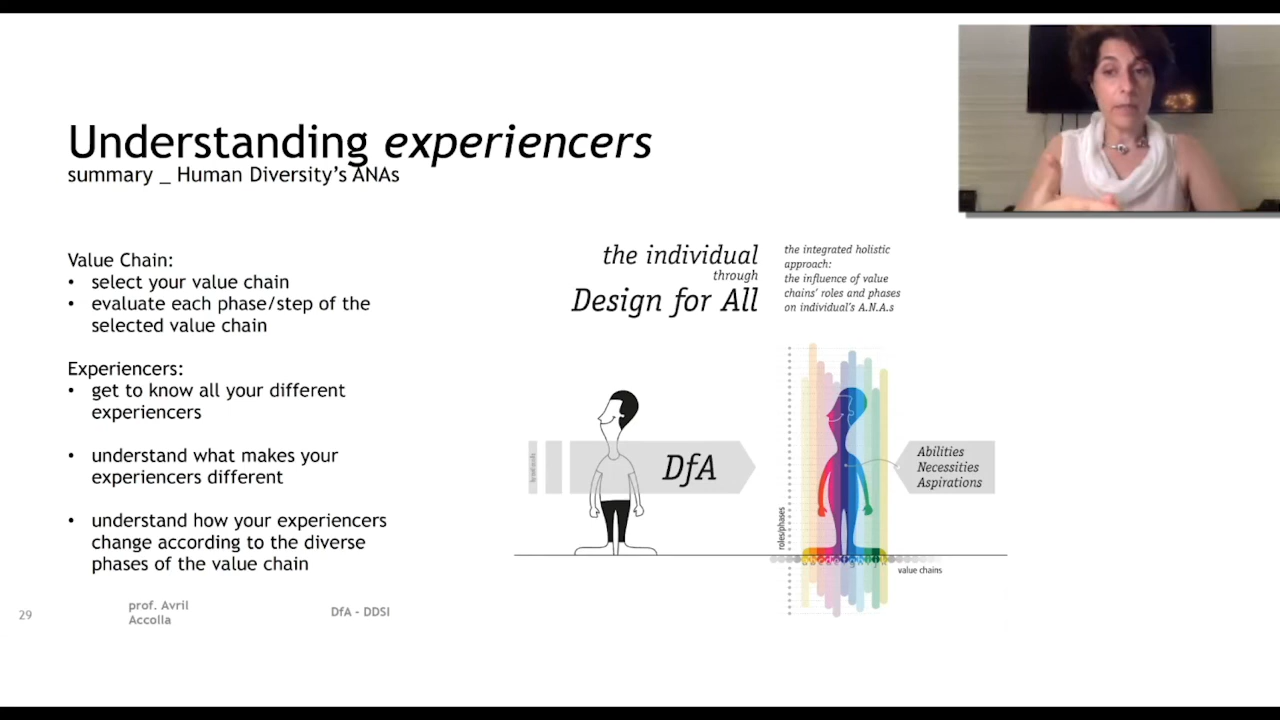 Understanding experiencers
summary _ Human Diversity's ANAs
Value Chain:
• select your value chain
• evaluate each phase/step of the
selected value chain
Experiencers:
• get to know all your different
experiencers
• understand what makes your
experiencers different
• understand how your experiencers
change according to the diverse
phases of the value chain
the individual
through
Design for All
the integrated holistic
approach:
the influence of value
chains' roles and phases
on individual's A.N.A.s
DfA
Abilities
Necessities
Aspirations
roles/phases
value chains
29
prof. Avril
Accolla
DfA - DDSI